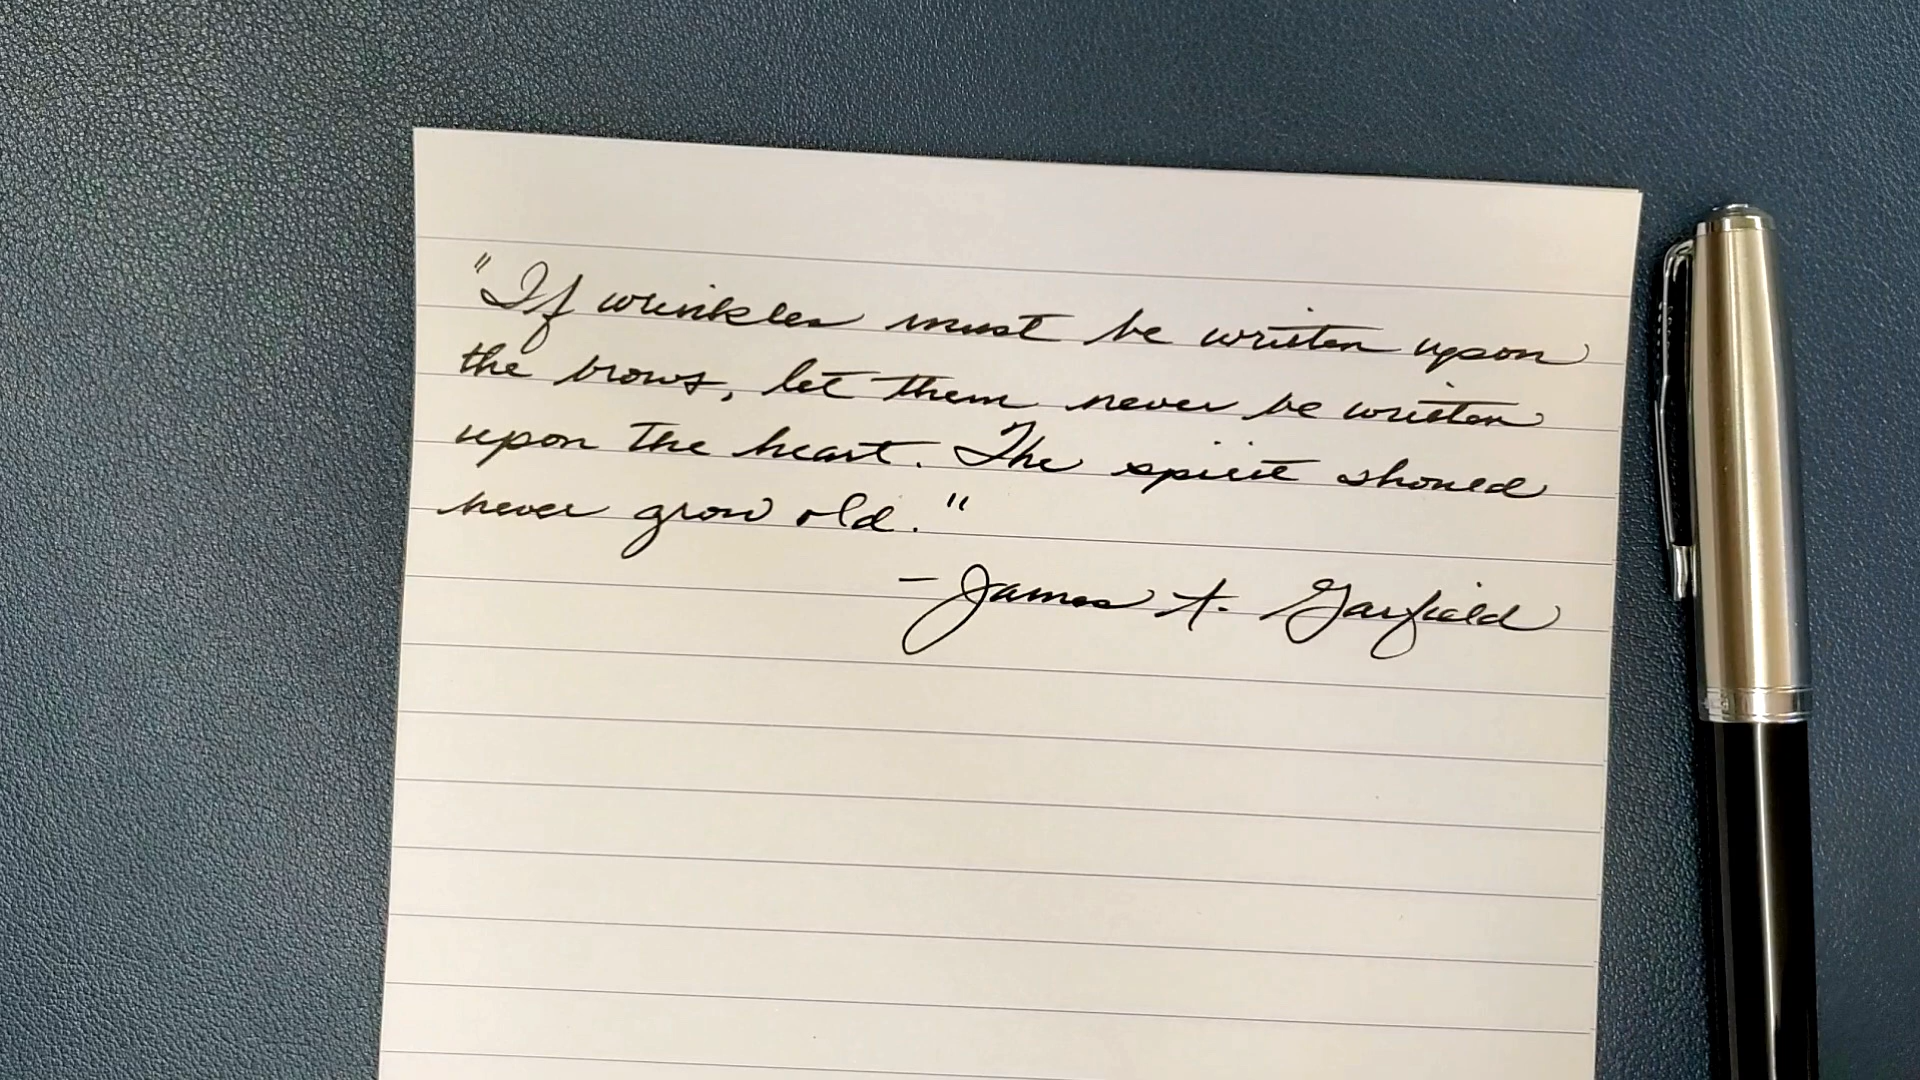 "If wrinkles must be written upon
the brows, let them never be written
upon the heart. The spirit should
never grow old."
- James A. Garfield